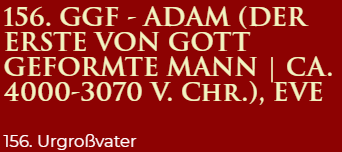 156. GGF - ADAM (DER
ERSTE VON GOTT
GEFORMTE MANN | CA.
4000-3070 V. CHR.), EVE
156. Urgroßvater